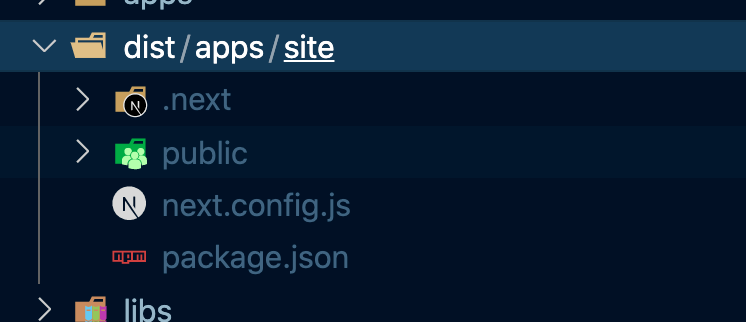 apps
dist/apps/site
.next
public
next.config.js
package.json
libs